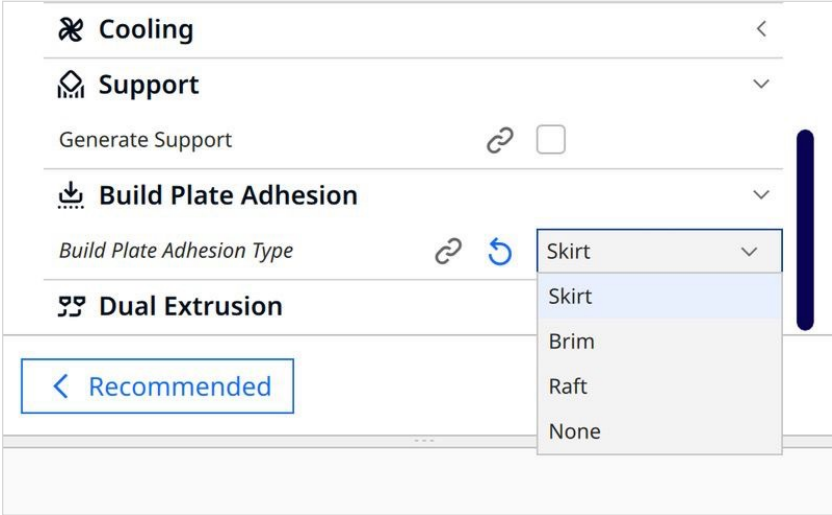 Cooling
Support
Generate Support
Build Plate Adhesion
Build Plate Adhesion Type Skirt
Skirt
Dual Extrusion
Brim
Raft
Recommended
None